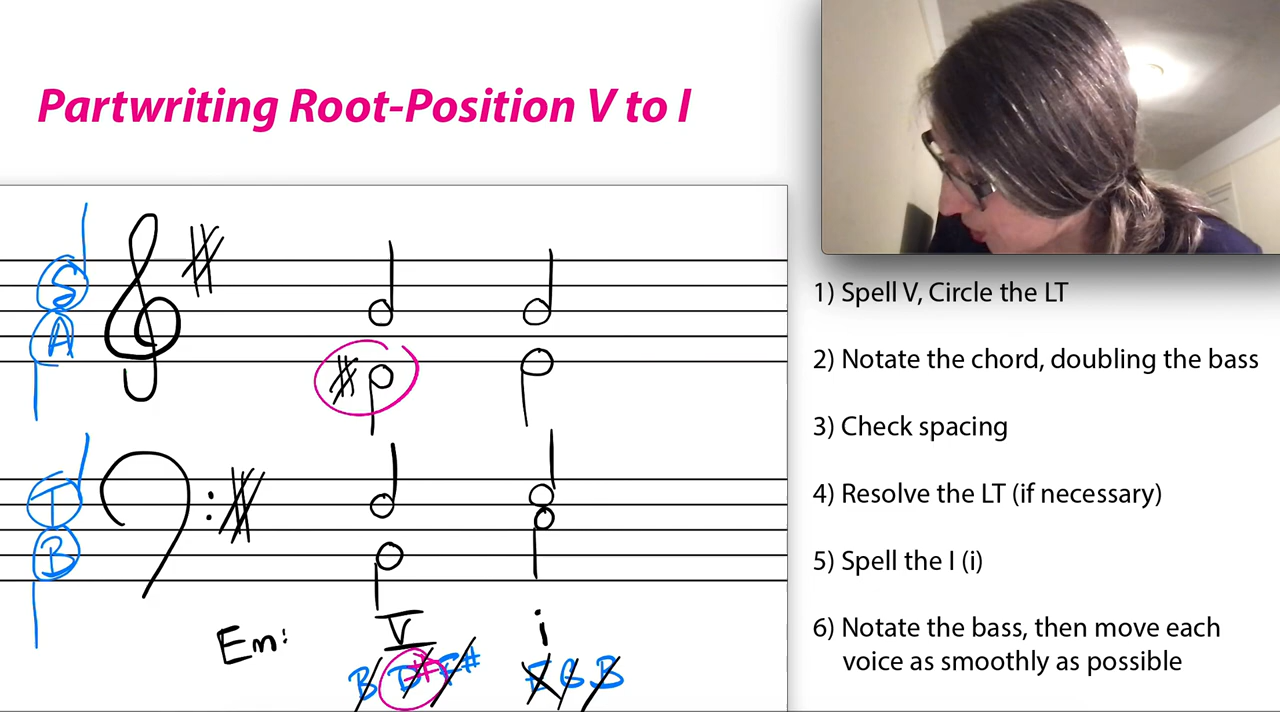 Partwriting Root-Position V to I
S
A
T
B
Em: V i
B D# F# E G B
1) Spell V, Circle the LT
2) Notate the chord, doubling the bass
3) Check spacing
4) Resolve the LT (if necessary)
5) Spell the I (i)
6) Notate the bass, then move each
voice as smoothly as possible